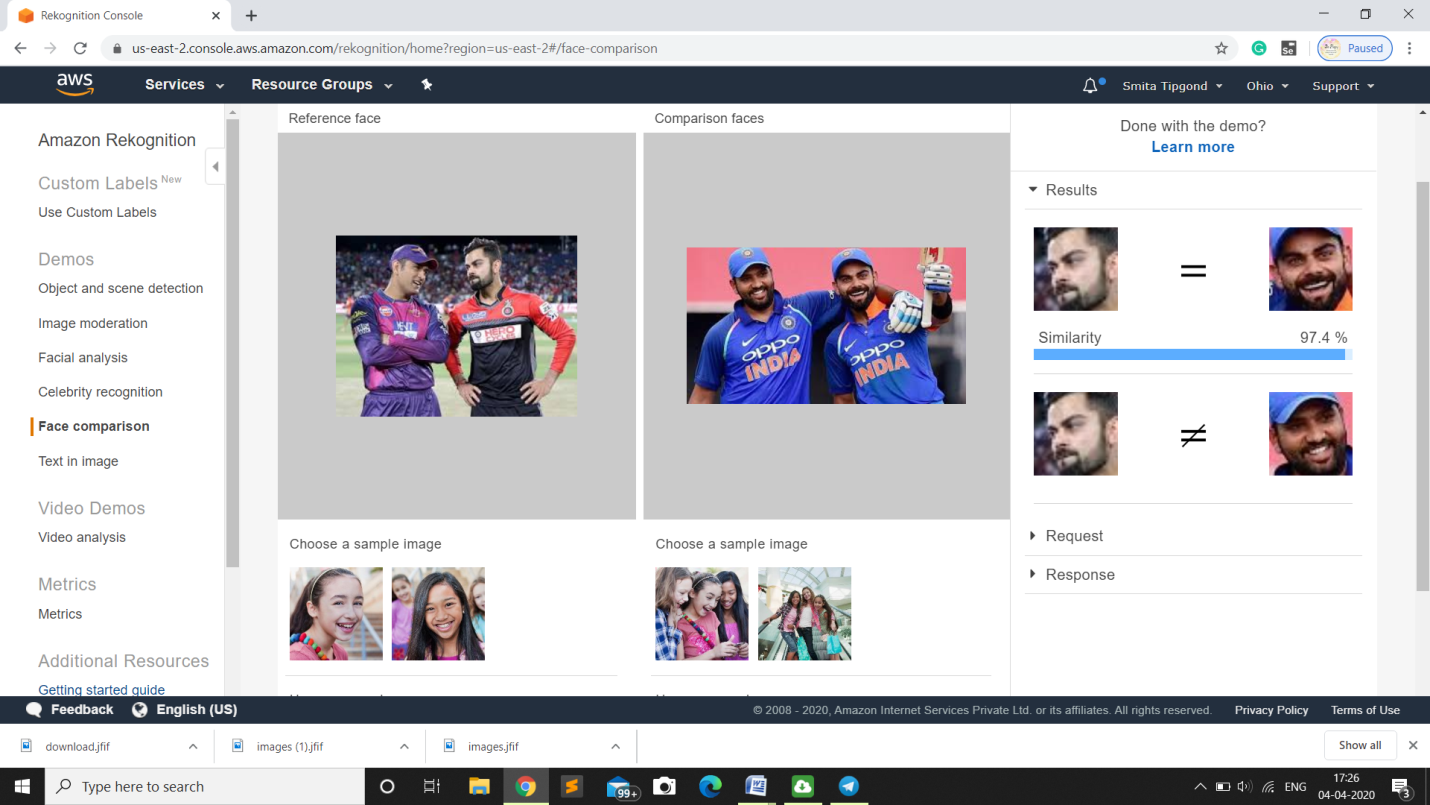 Rekognition Console
us-east-2.console.aws.amazon.com/rekognition/home?region=us-east-2#/face-comparison
Se
Paused
aws
Services
Resource Groups
Smita Tipgond
Ohio
Support
Amazon Rekognition
Custom Labels New
Use Custom Labels
Demos
Object and scene detection
Image moderation
Facial analysis
Celebrity recognition
Face comparison
Text in image
Video Demos
Video analysis
Metrics
Metrics
Additional Resources
Getting started guide
Reference face
HERO
Choose a sample image
Comparison faces
oppo
INDIA
oppo
INDIA
Choose a sample image
Done with the demo?
Learn more
Results
=
Similarity 97.4 %
≠
Request
Response
Feedback
English (US)
© 2008 - 2020, Amazon Internet Services Private Ltd. or its affiliates. All rights reserved.
Privacy Policy
Terms of Use
download.jfif
images (1).jfif
images.jfif
Show all
Type here to search
99+
ENG
17:26
04-04-2020
3